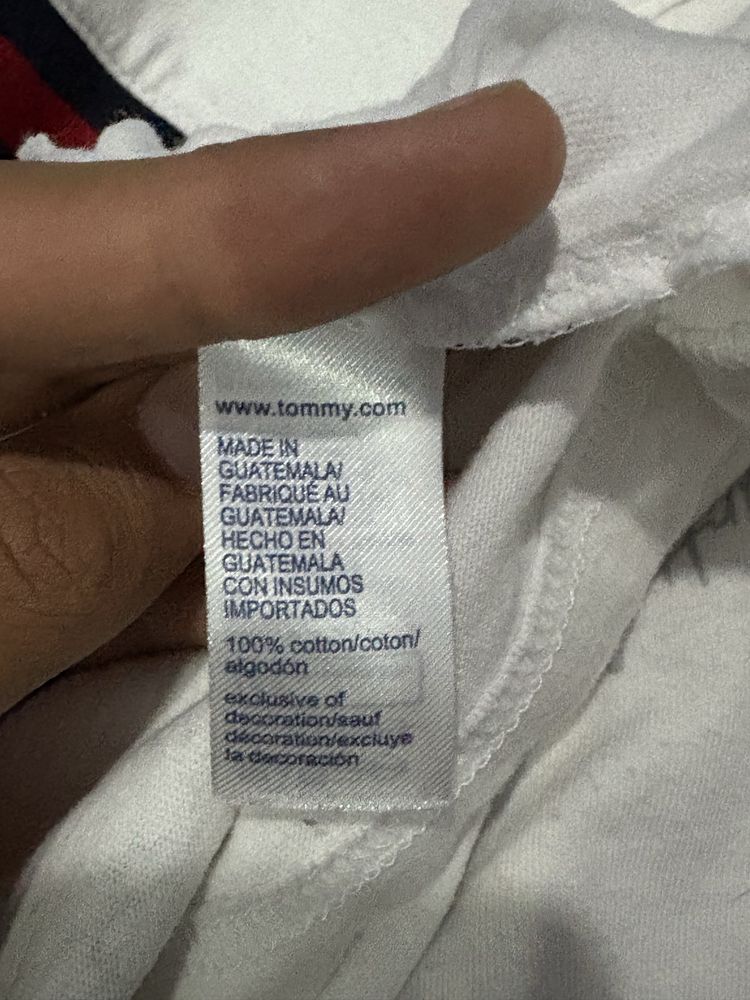 www.tommy.com
MADE IN
GUATEMALA/
FABRIQUÉ AU
GUATEMALA/
HECHO EN
GUATEMALA
CON INSUMOS
IMPORTADOS
100% cotton/coton/
algodón
exclusive of
decoration/sauf
décoration/excluye
la decoración